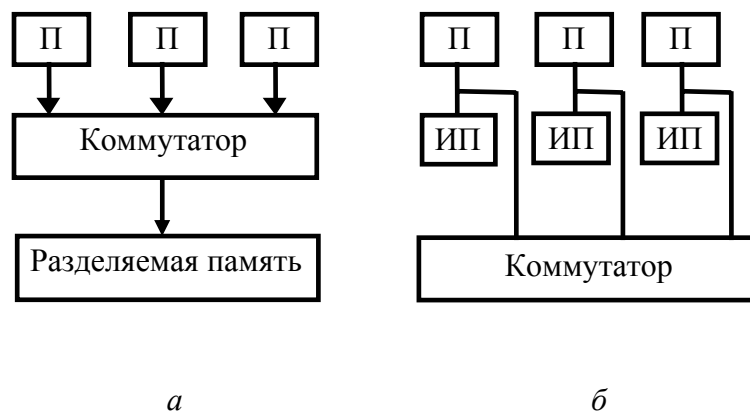 П П П П П П
Коммутатор ИП ИП ИП
Разделяемая память Коммутатор
а б